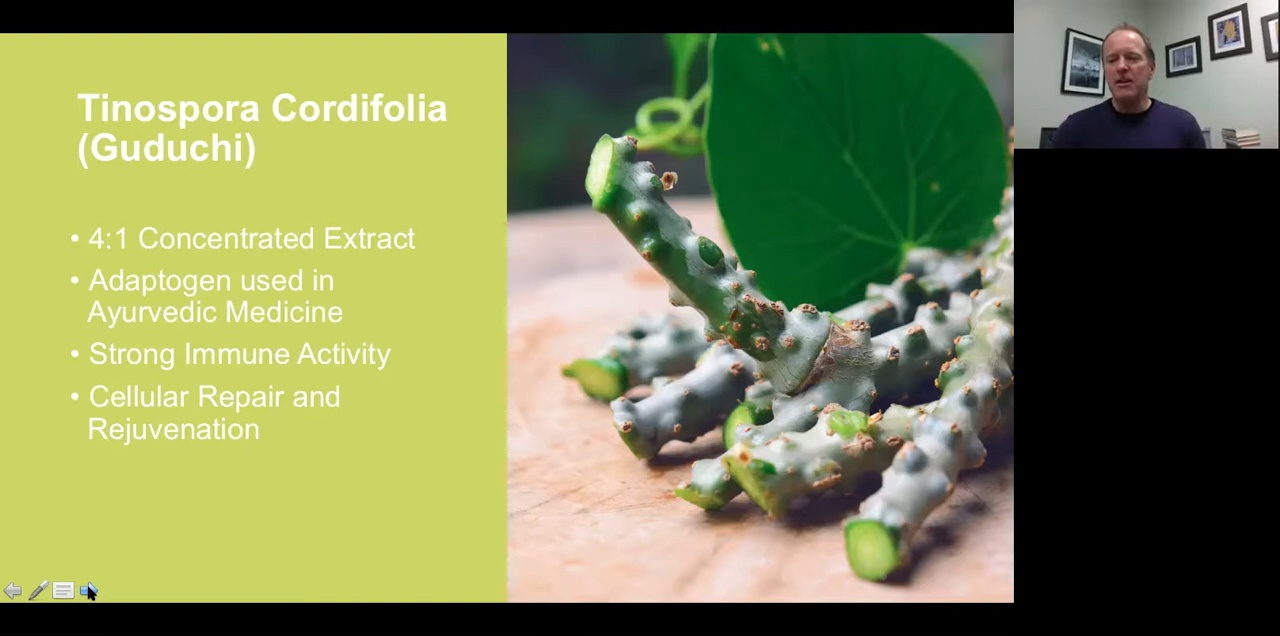 Tinospora Cordifolia
(Guduchi)
• 4:1 Concentrated Extract
• Adaptogen used in
Ayurvedic Medicine
• Strong Immune Activity
• Cellular Repair and
Rejuvenation